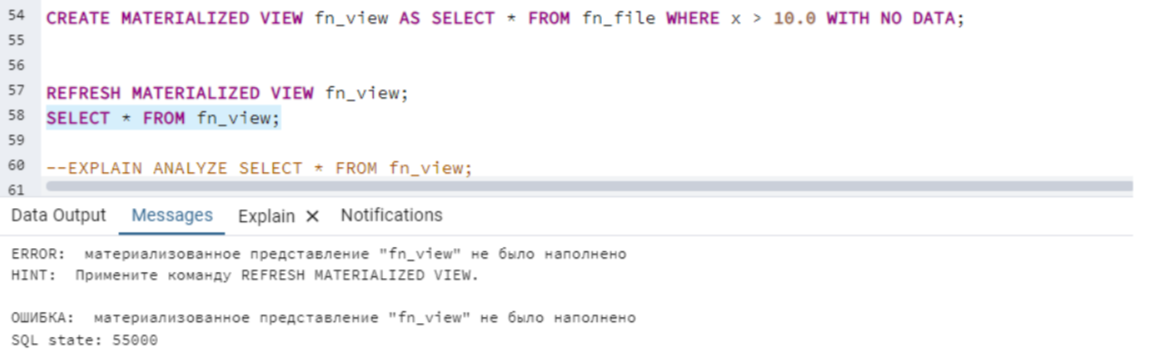 54 CREATE MATERIALIZED VIEW fn_view AS SELECT * FROM fn_file WHERE x > 10.0 WITH NO DATA;
55
56
57 REFRESH MATERIALIZED VIEW fn_view;
58 SELECT * FROM fn_view;
59
60 --EXPLAIN ANALYZE SELECT * FROM fn_view;
61
Data Output Messages Explain × Notifications
ERROR:  материализованное представление "fn_view" не было наполнено
HINT:  Примените команду REFRESH MATERIALIZED VIEW.
ОШИБКА:  материализованное представление "fn_view" не было наполнено
SQL state: 55000